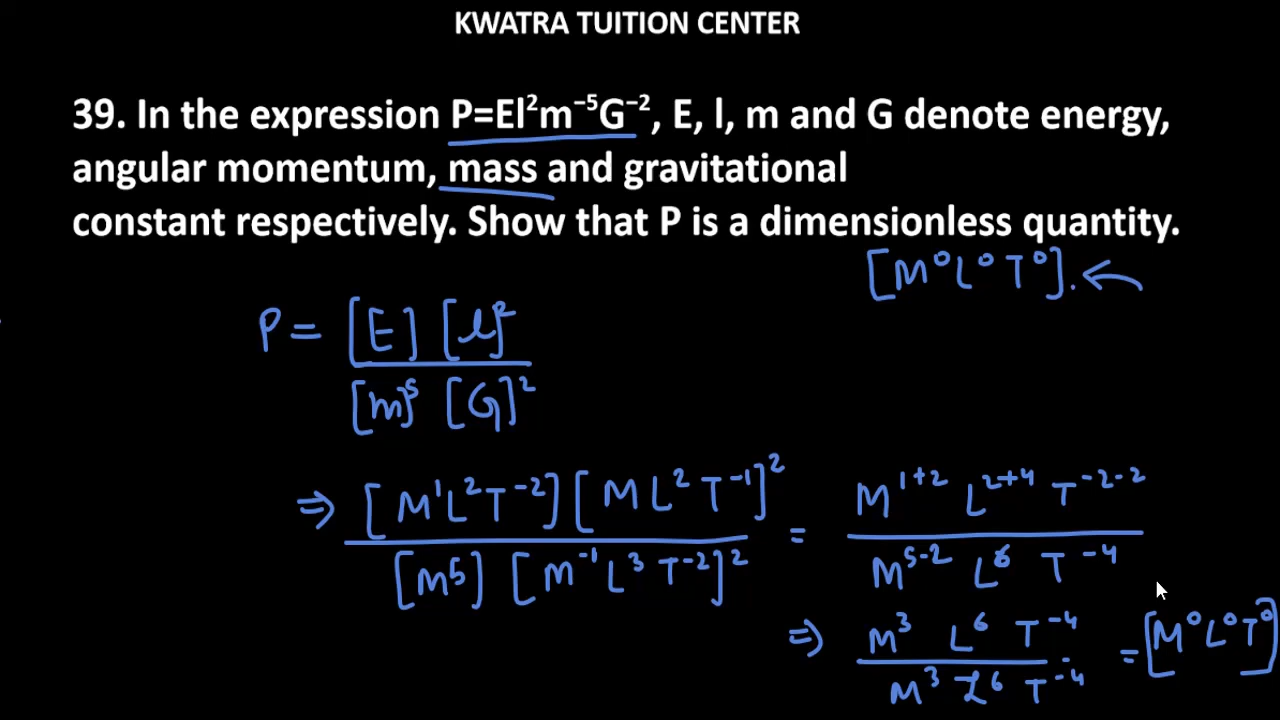 KWATRA TUITION CENTER
39. In the expression P=El²m⁻⁵G⁻², E, l, m and G denote energy,
angular momentum, mass and gravitational
constant respectively. Show that P is a dimensionless quantity.
[M⁰L⁰T⁰]. ←
P = [E] [l]² / [m]⁵ [G]²
⇒ [M¹L²T⁻²] [ML²T⁻¹]² / [M⁵] [M⁻¹L³T⁻²]² = M¹⁺² L²⁺⁴ T⁻²⁻² / M⁵⁻² L⁶ T⁻⁴
⇒ M³ L⁶ T⁻⁴ / M³ L⁶ T⁻⁴ = [M⁰L⁰T⁰]